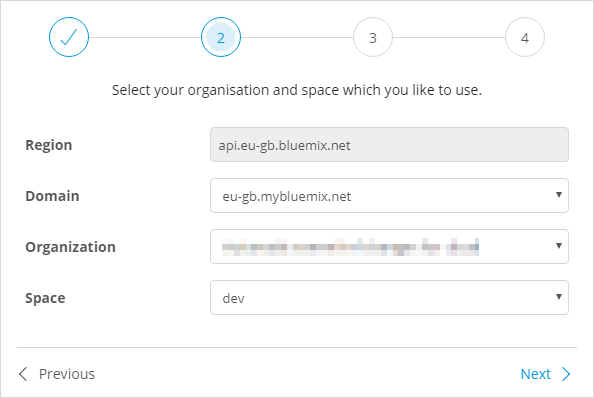 2 3 4
Select your organisation and space which you like to use.
Region api.eu-gb.bluemix.net
Domain eu-gb.mybluemix.net
Organization
Space dev
Previous Next